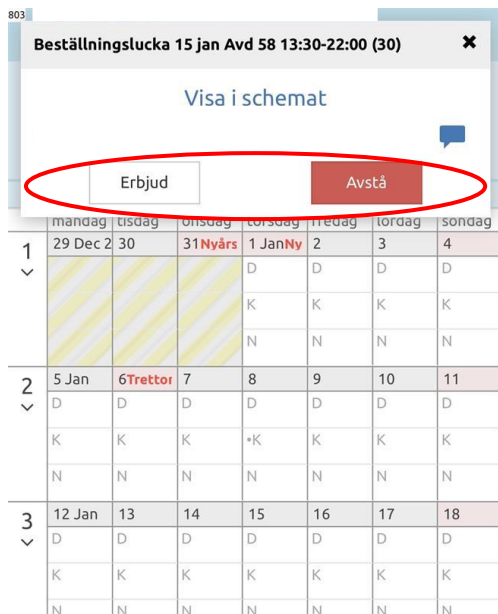 803
Beställningslucka 15 jan Avd 58 13:30-22:00 (30) ✖
Visa i schemat
Erbjud Avstå
måndag tisdag onsdag torsdag fredag lördag söndag
1 29 Dec 2 30 31 Nyårs 1 Jan Ny 2 3 4
D D D D
K K K K
N N N N
2 5 Jan 6 Trettor 7 8 9 10 11
D D D D D D D
K K K •K K K K
N N N N N N N
3 12 Jan 13 14 15 16 17 18
D D D D D D D
K K K K K K K
N N N N N N N